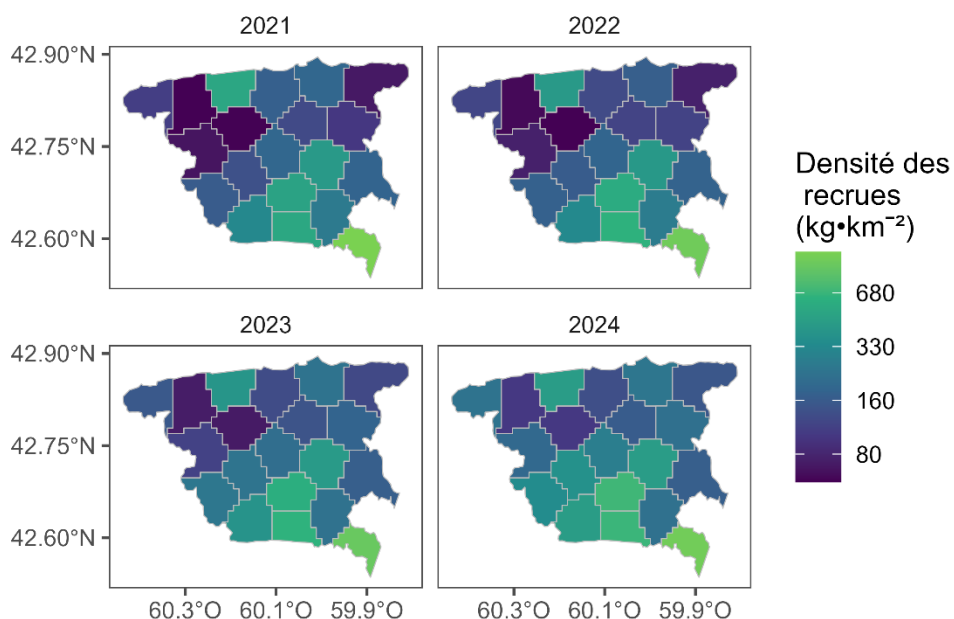 2021
2022
42.90°N
42.75°N
42.60°N
2023
2024
42.90°N
42.75°N
42.60°N
60.3°O 60.1°O 59.9°O
60.3°O 60.1°O 59.9°O
Densité des
recrues
(kg•km⁻²)
680
330
160
80